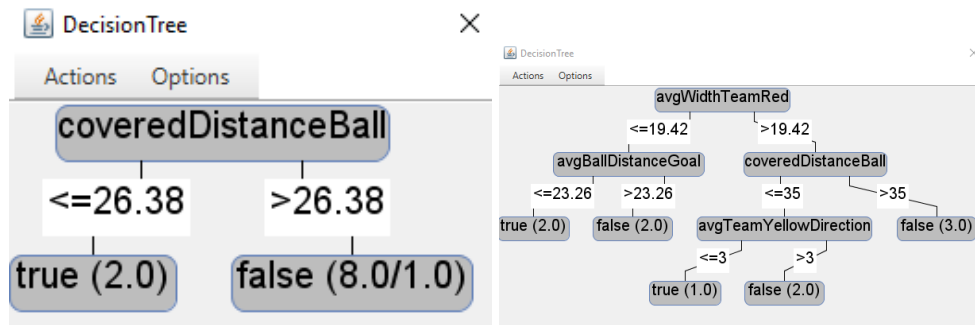 DecisionTree
Actions Options
coveredDistanceBall
<=26.38 >26.38
true (2.0) false (8.0/1.0)
DecisionTree
Actions Options
avgWidthTeamRed
<=19.42 >19.42
avgBallDistanceGoal coveredDistanceBall
<=23.26 >23.26 <=35 >35
true (2.0) false (2.0) avgTeamYellowDirection false (3.0)
<=3 >3
true (1.0) false (2.0)